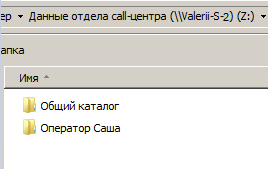 ер ▸ Данные отдела call-центра (\\Valerii-S-2) (Z:) ▸
апка
Имя
Общий каталог
Оператор Саша